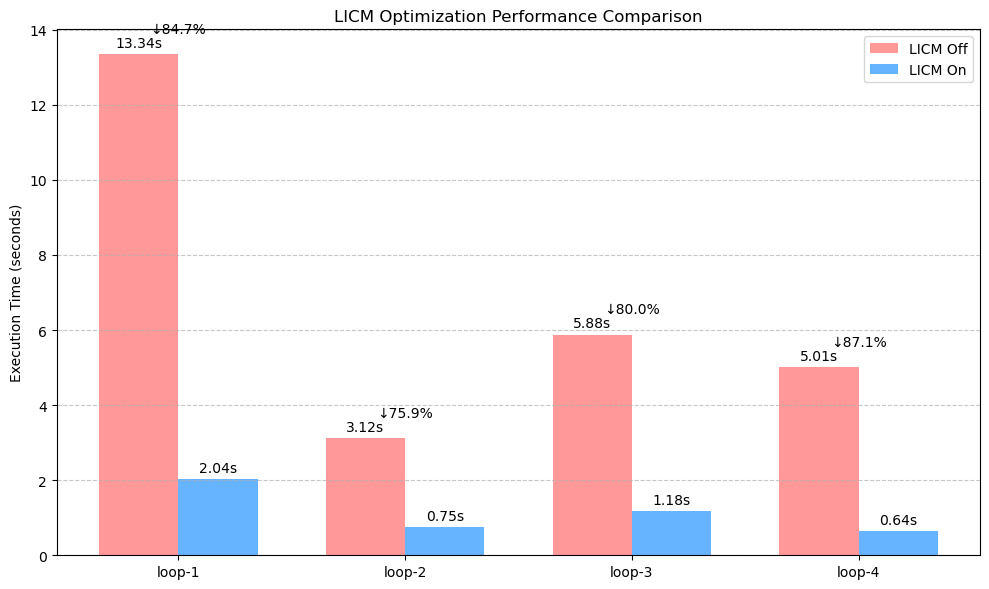 LICM Optimization Performance Comparison
Execution Time (seconds)
14
12
10
8
6
4
2
0
LICM Off
LICM On
↓84.7%
13.34s
2.04s
↓75.9%
3.12s
0.75s
↓80.0%
5.88s
1.18s
↓87.1%
5.01s
0.64s
loop-1
loop-2
loop-3
loop-4